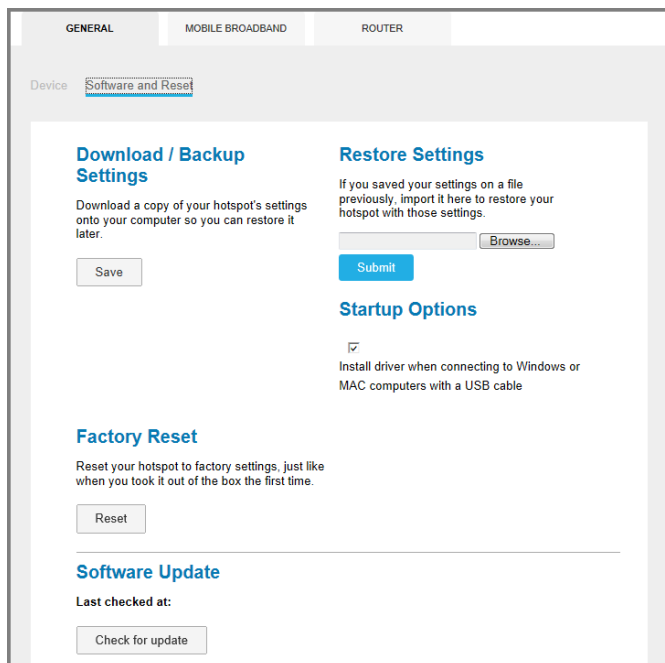 GENERAL
MOBILE BROADBAND
ROUTER
Device
Software and Reset
Download / Backup
Settings
Download a copy of your hotspot's settings
onto your computer so you can restore it
later.
Save
Restore Settings
If you saved your settings on a file
previously, import it here to restore your
hotspot with those settings.
Browse...
Submit
Startup Options
Install driver when connecting to Windows or
MAC computers with a USB cable
Factory Reset
Reset your hotspot to factory settings, just like
when you took it out of the box the first time.
Reset
Software Update
Last checked at:
Check for update